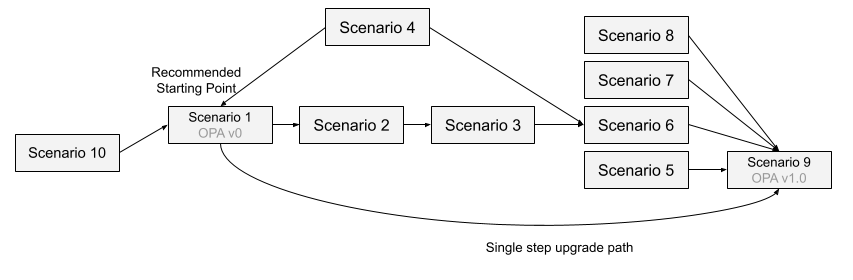 Scenario 4
Scenario 8
Recommended
Starting Point
Scenario 7
Scenario 1
OPA v0
Scenario 2
Scenario 3
Scenario 6
Scenario 10
Scenario 5
Scenario 9
OPA v1.0
Single step upgrade path